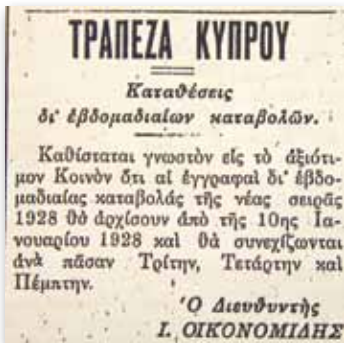 ΤΡΑΠΕΖΑ ΚΥΠΡΟΥ
Καταθέσεις
δι' ἑβδομαδιαίων καταβολῶν.
Καθίσταται γνωστὸν εἰς τὸ ἀξιότι-
μον Κοινὸν ὅτι αἱ ἐγγραφαὶ δι' ἑβδο-
μαδιαίας καταβολὰς τῆς νέας σειρᾶς
1928 θὰ ἀρχίσουν ἀπὸ τῆς 10ης Ἰα-
νουαρίου 1928 καὶ θὰ συνεχίζωνται
ἀνὰ πᾶσαν Τρίτην, Τετάρτην καὶ
Πέμπτην.
Ὁ Διευθυντὴς
Ι. ΟΙΚΟΝΟΜΙΔΗΣ